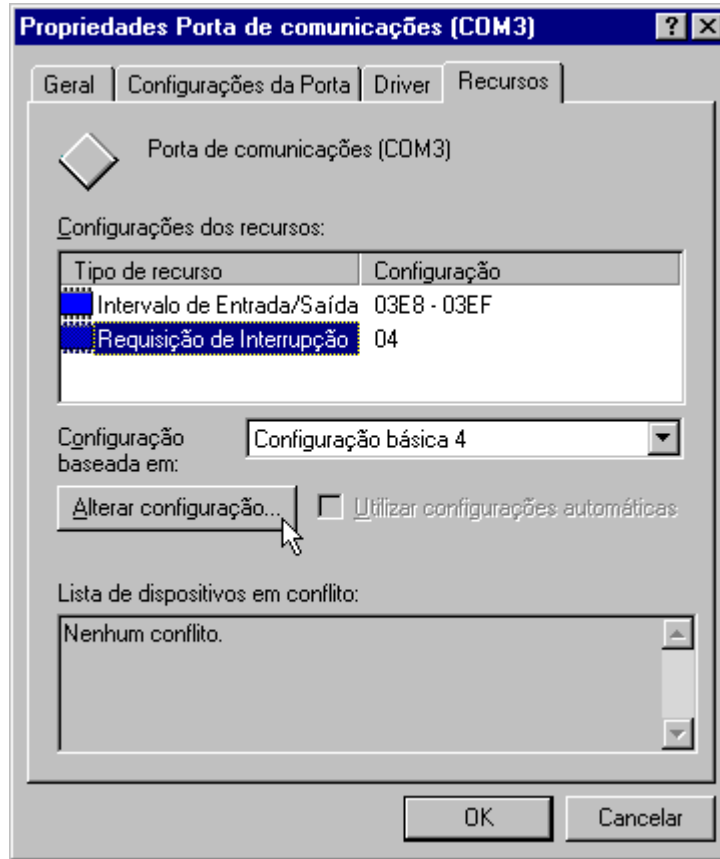 Propriedades Porta de comunicações (COM3)
Geral Configurações da Porta Driver Recursos
Porta de comunicações (COM3)
Configurações dos recursos:
Tipo de recurso Configuração
Intervalo de Entrada/Saída 03E8 - 03EF
Requisição de Interrupção 04
Configuração baseada em: Configuração básica 4
Alterar configuração... Utilizar configurações automáticas
Lista de dispositivos em conflito:
Nenhum conflito.
OK Cancelar